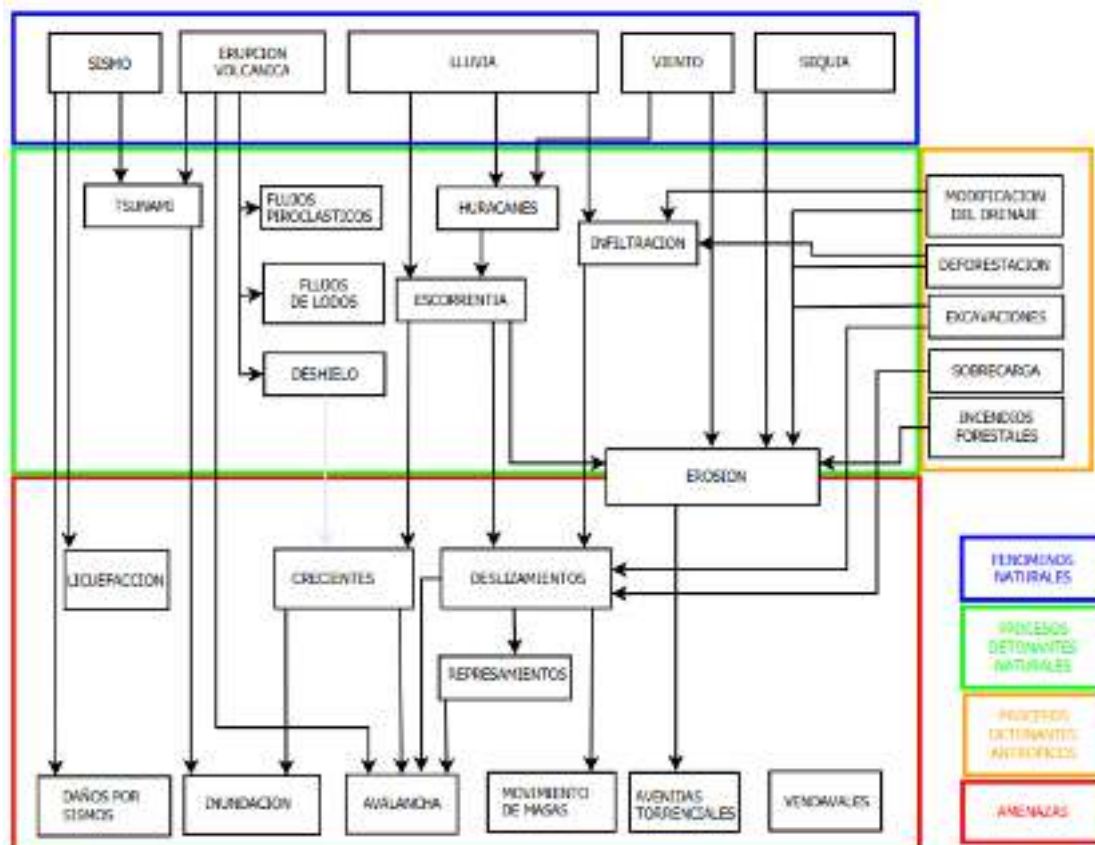 SISMO
ERUPCION
VOLCANICA
LLUVIA
VIENTO
SEQUIA
TSUNAMI
FLUJOS
PIROCLASTICOS
HURACANES
INFILTRACION
MODIFICACION
DEL DRENAJE
FLUJOS
DE LODOS
ESCORRENTIA
DEFORESTACION
EXCAVACIONES
DESHIELO
SOBRECARGA
INCENDIOS
FORESTALES
EROSION
LICUEFACCION
CRECIENTES
DESLIZAMIENTOS
FENOMINOS
NATURALES
PROCESOS
DETONANTES
NATURALES
REPRESAMIENTOS
PROCESOS
DETONANTES
ANTROPICOS
DAÑOS POR
SISMOS
INUNDACION
AVALANCHA
MOVIMIENTO
DE MASAS
AVENIDAS
TORRENCIALES
VENDAVALES
AMENAZAS